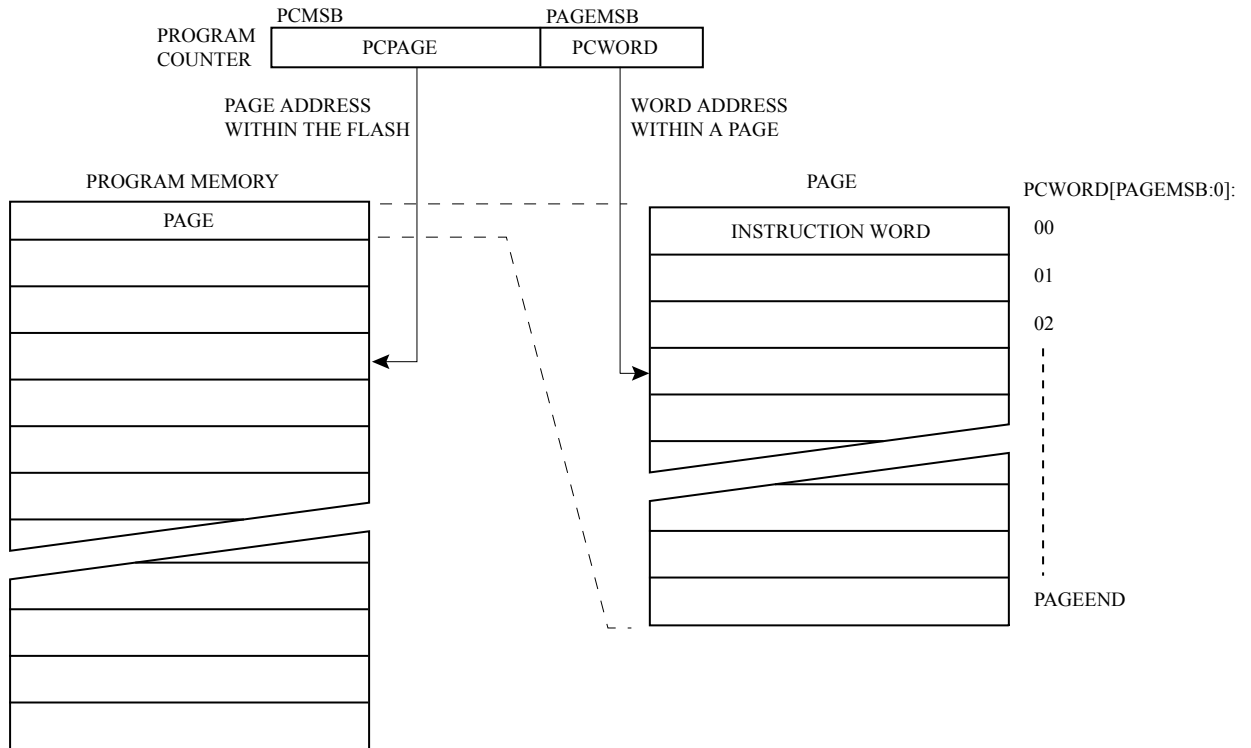 PCMSB
PAGEMSB
PROGRAM
COUNTER
PCPAGE
PCWORD
PAGE ADDRESS
WITHIN THE FLASH
WORD ADDRESS
WITHIN A PAGE
PROGRAM MEMORY
PAGE
PAGE
PCWORD[PAGEMSB:0]:
INSTRUCTION WORD
00
01
02
PAGEEND